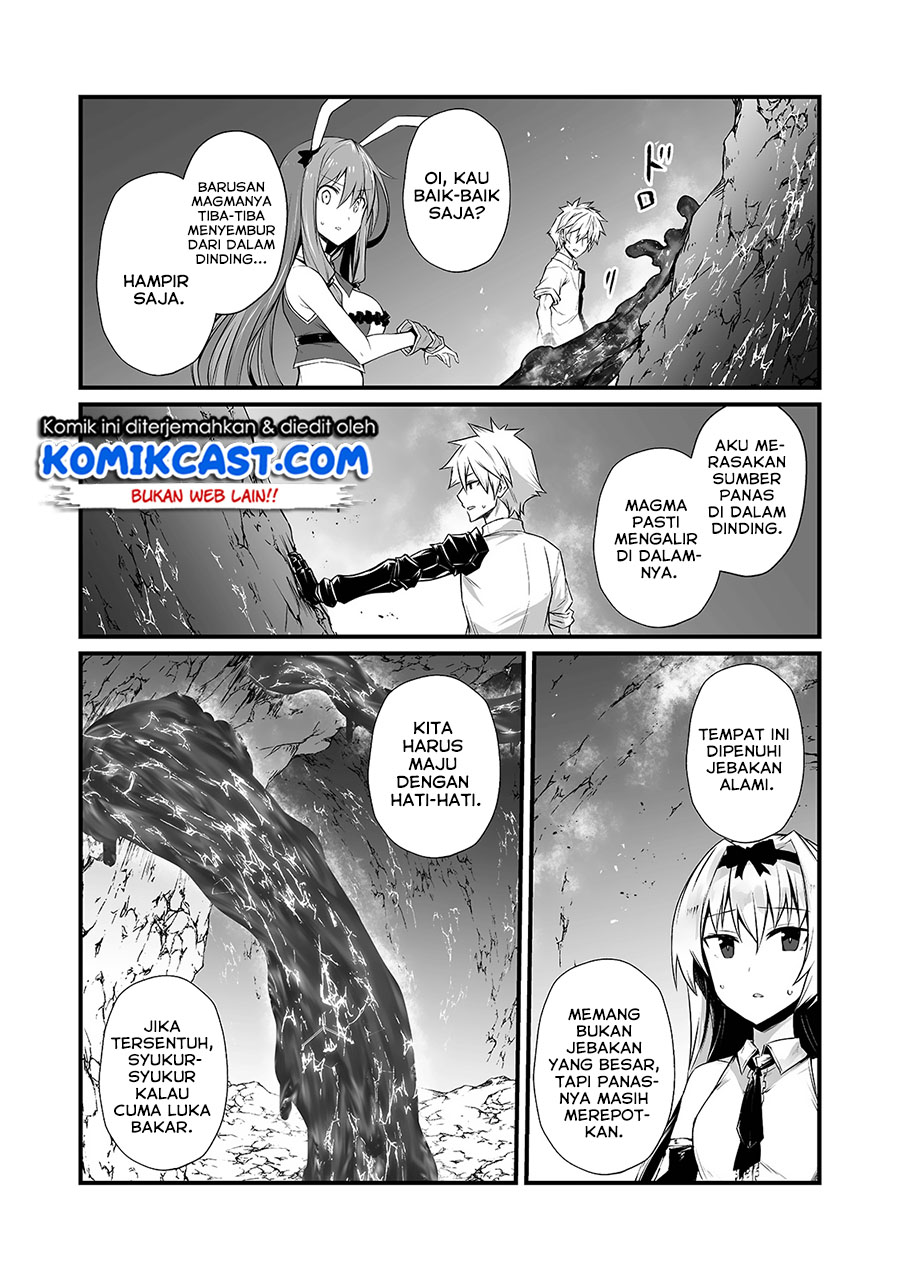 OI, KAU
BAIK-BAIK
SAJA?
ドロ
BARUSAN
MAGMANYA
TIBA-TIBA
MENYEMBUR
DARI DALAM
DINDING...
HAMPIR
SAJA.
Komik ini diterjemahkan & diedit oleh
KOMIKCAST.COM
BUKAN WEB LAIN!!
AKU ME-
RASAKAN
SUMBER
PANAS
DI DALAM
DINDING.
MAGMA
PASTI
MENGALIR
DI DALAM-
NYA.
TEMPAT INI
DIPENUHI
JEBAKAN
ALAMI.
MEMANG
BUKAN
JEBAKAN
YANG BESAR,
TAPI PANAS-
NYA MASIH
MEREPOT-
KAN.
KITA
HARUS
MAJU
DENGAN
HATI-HATI.
JIKA
TERSENTUH,
SYUKUR-
SYUKUR
KALAU
CUMA LUKA
BAKAR.